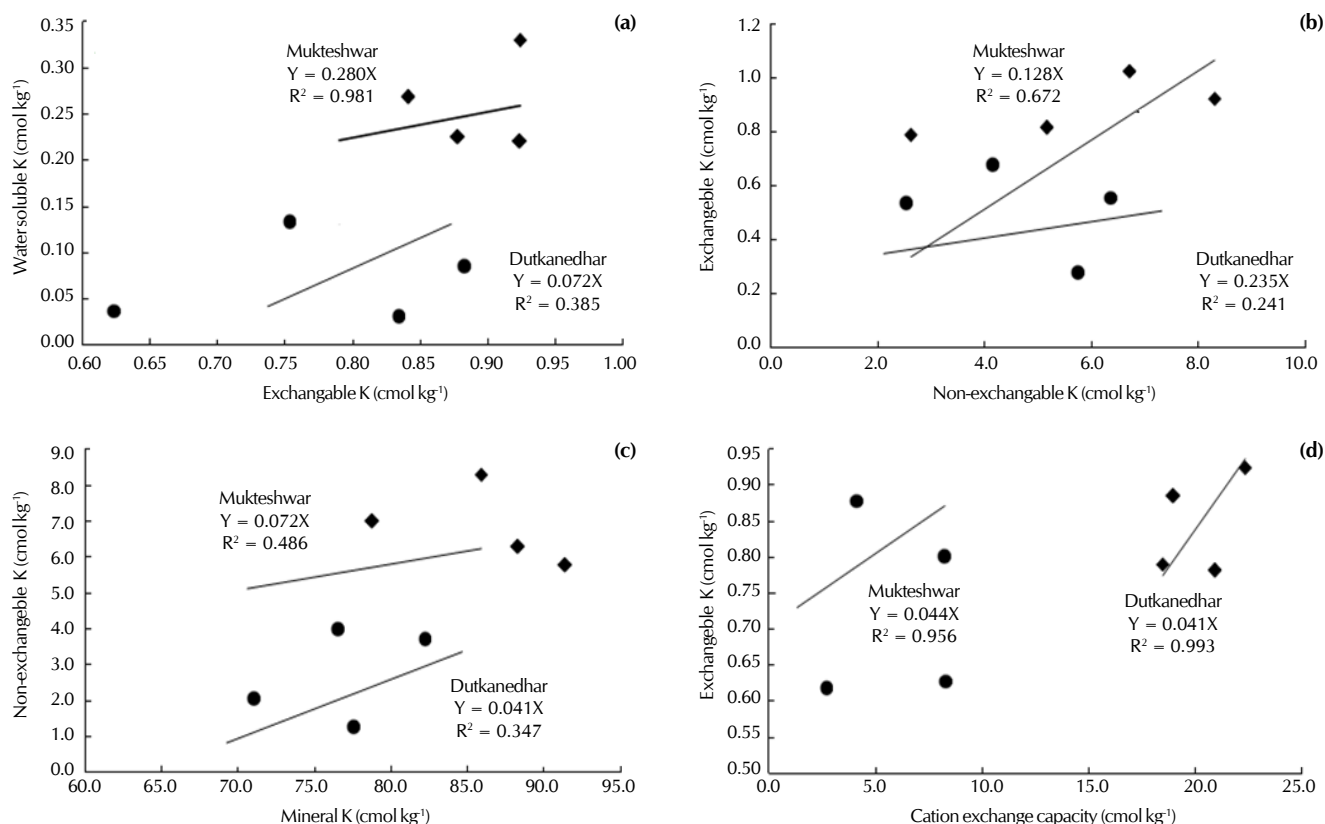 (a)
0.35
0.30
0.25
0.20
0.15
0.10
0.05
0.00
Water soluble K (cmol kg⁻¹)
Mukteshwar
Y = 0.280X
R² = 0.981
Dutkanedhar
Y = 0.072X
R² = 0.385
0.60 0.65 0.70 0.75 0.80 0.85 0.90 0.95 1.00
Exchangable K (cmol kg⁻¹)
(b)
1.2
1.0
0.8
0.6
0.4
0.2
0.0
Exchangeble K (cmol kg⁻¹)
Mukteshwar
Y = 0.128X
R² = 0.672
Dutkanedhar
Y = 0.235X
R² = 0.241
0.0 2.0 4.0 6.0 8.0 10.0
Non-exchangable K (cmol kg⁻¹)
(c)
9.0
8.0
7.0
6.0
5.0
4.0
3.0
2.0
1.0
0.0
Non-exchangeble K (cmol kg⁻¹)
Mukteshwar
Y = 0.072X
R² = 0.486
Dutkanedhar
Y = 0.041X
R² = 0.347
60.0 65.0 70.0 75.0 80.0 85.0 90.0 95.0
Mineral K (cmol kg⁻¹)
(d)
0.95
0.90
0.85
0.80
0.75
0.70
0.65
0.60
0.55
0.50
Exchangeble K (cmol kg⁻¹)
Mukteshwar
Y = 0.044X
R² = 0.956
Dutkanedhar
Y = 0.041X
R² = 0.993
0.0 5.0 10.0 15.0 20.0 25.0
Cation exchange capacity (cmol kg⁻¹)